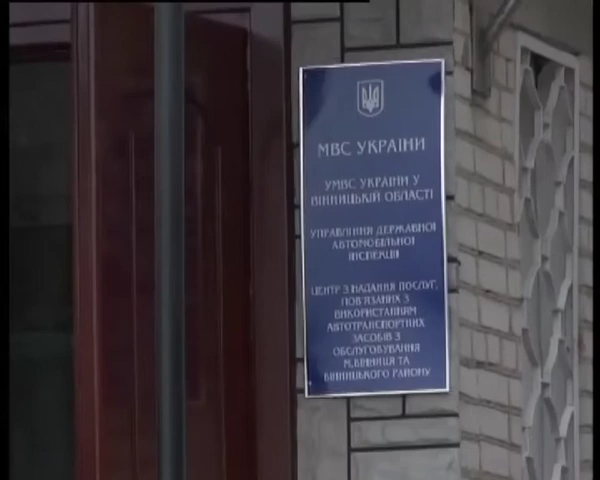 МВС УКРАЇНИ
УМВС УКРАЇНИ У
ВІННИЦЬКІЙ ОБЛАСТІ
УПРАВЛІННЯ ДЕРЖАВНОЇ
АВТОМОБІЛЬНОЇ
ІНСПЕКЦІЇ
ЦЕНТР З НАДАННЯ ПОСЛУГ,
ПОВ'ЯЗАНИХ З
ВИКОРИСТАННЯМ
АВТОТРАНСПОРТНИХ
ЗАСОБІВ З
ОБСЛУГОВУВАННЯ
М.ВІННИЦЯ ТА
ВІННИЦЬКОГО РАЙОНУ